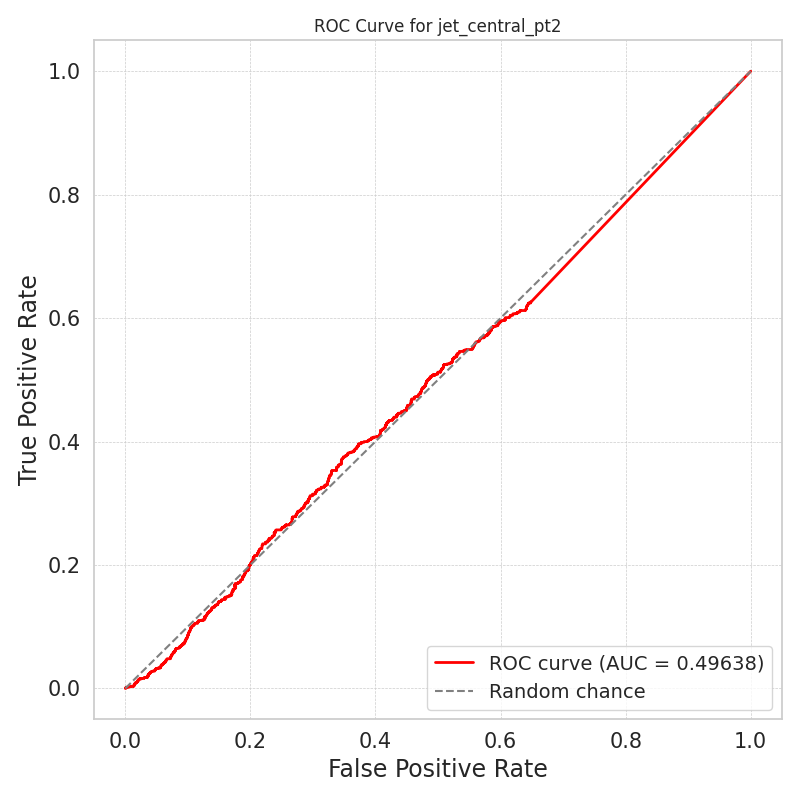 ROC Curve for jet_central_pt2
1.0
0.8
0.6
0.4
0.2
0.0
True Positive Rate
ROC curve (AUC = 0.49638)
Random chance
0.0 0.2 0.4 0.6 0.8 1.0
False Positive Rate